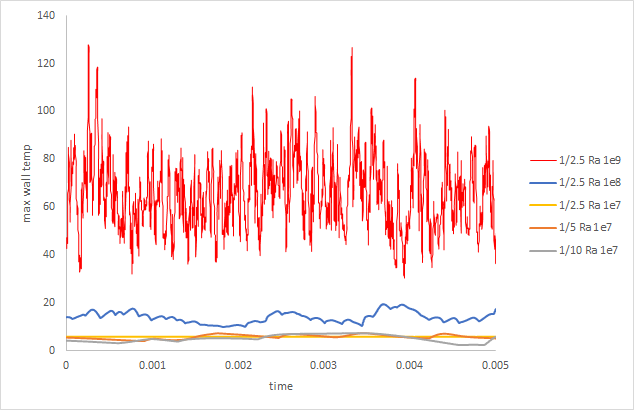 140
120
100
80
60
40
20
0
max wall temp
0
0.001
0.002
0.003
0.004
0.005
time
1/2.5 Ra 1e9
1/2.5 Ra 1e8
1/2.5 Ra 1e7
1/5 Ra 1e7
1/10 Ra 1e7